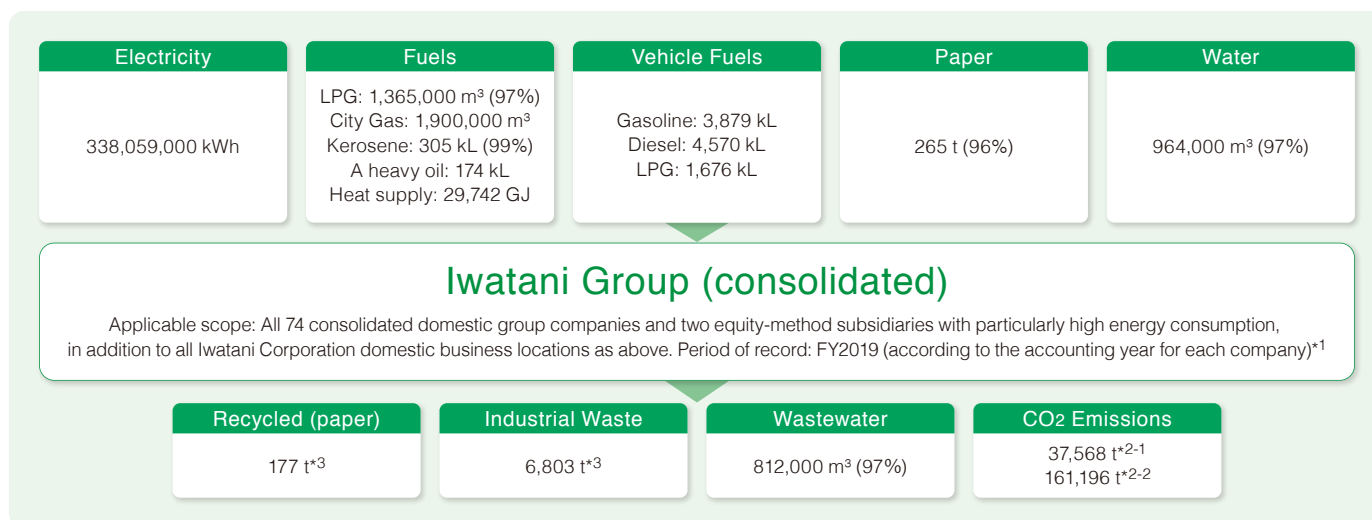 Electricity
338,059,000 kWh
Fuels
LPG: 1,365,000 m³ (97%)
City Gas: 1,900,000 m³
Kerosene: 305 kL (99%)
A heavy oil: 174 kL
Heat supply: 29,742 GJ
Vehicle Fuels
Gasoline: 3,879 kL
Diesel: 4,570 kL
LPG: 1,676 kL
Paper
265 t (96%)
Water
964,000 m³ (97%)
Iwatani Group (consolidated)
Applicable scope: All 74 consolidated domestic group companies and two equity-method subsidiaries with particularly high energy consumption,
in addition to all Iwatani Corporation domestic business locations as above. Period of record: FY2019 (according to the accounting year for each company)*1
Recycled (paper)
177 t*3
Industrial Waste
6,803 t*3
Wastewater
812,000 m³ (97%)
CO2 Emissions
37,568 t*2-1
161,196 t*2-2